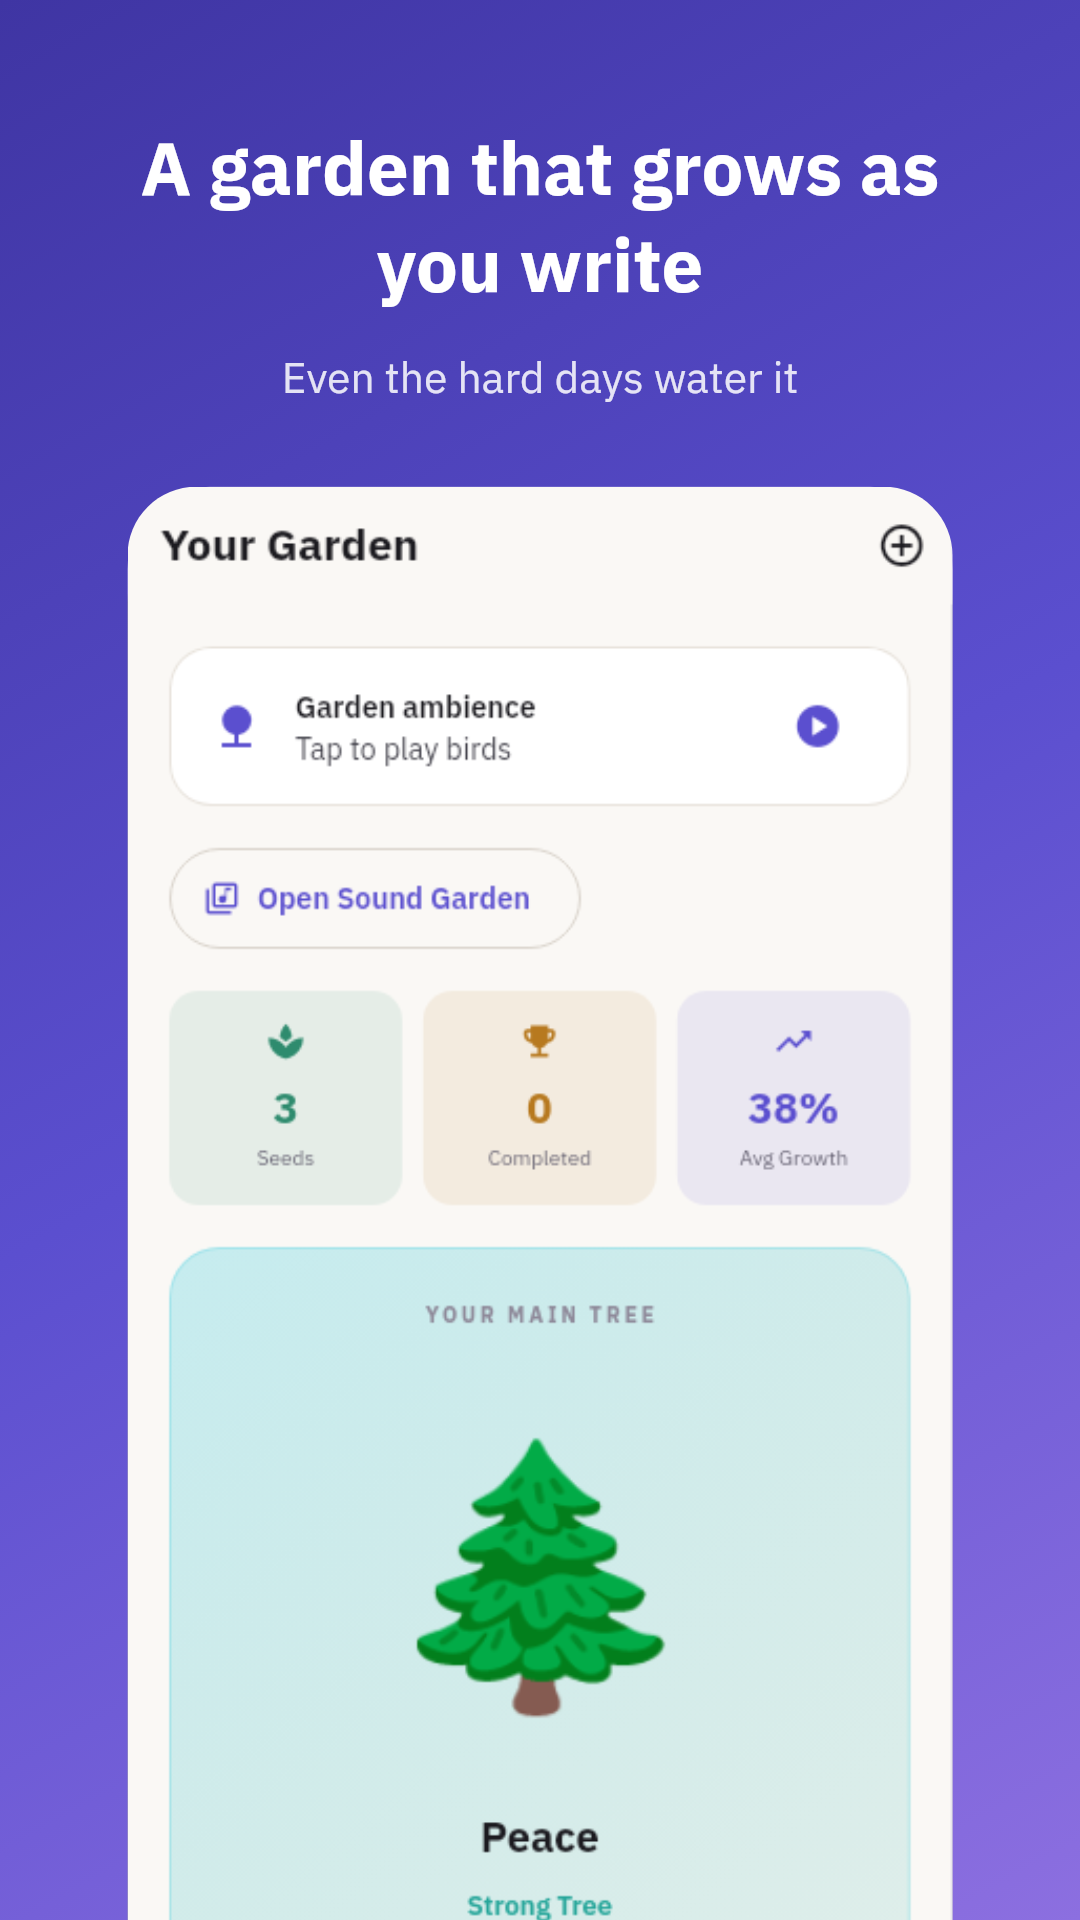 A garden that grows as
you write
Even the hard days water it
Your Garden
Garden ambience
Tap to play birds
Open Sound Garden
3
Seeds
0
Completed
38%
Avg Growth
YOUR MAIN TREE
Peace
Strong Tree